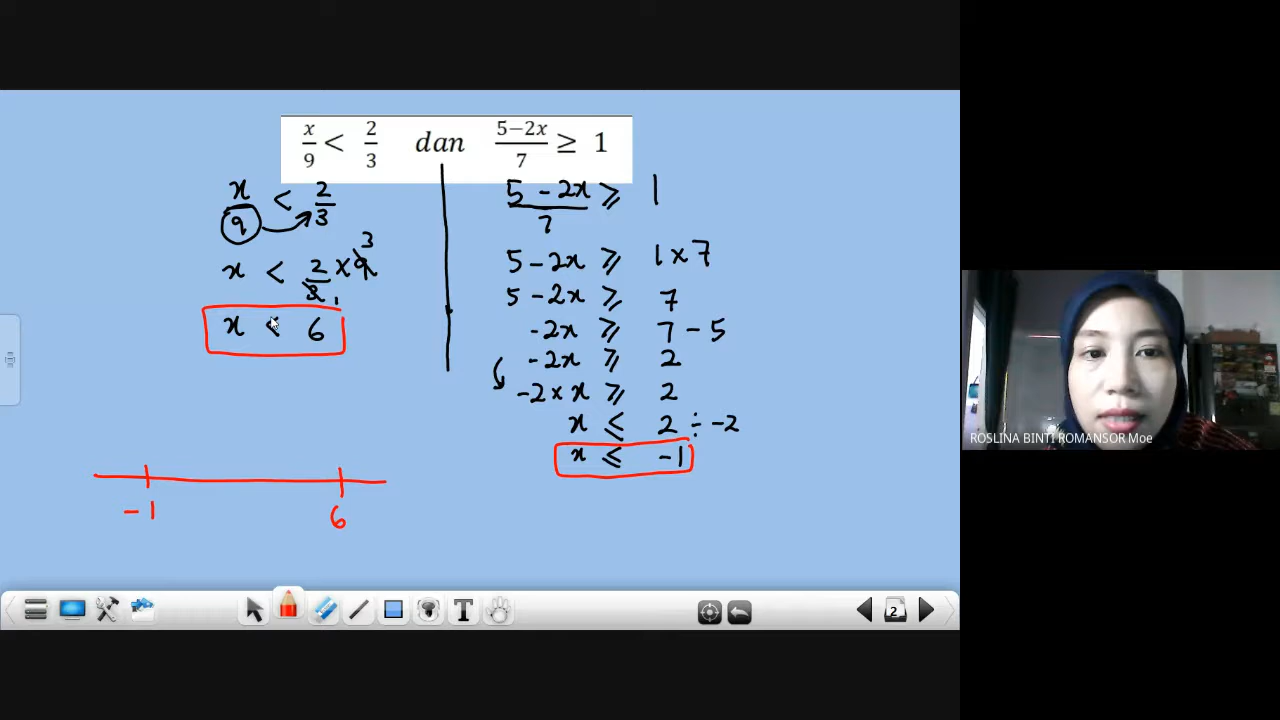 x/9 < 2/3 dan (5−2x)/7 ≥ 1
x/9 < 2/3
x < 2/3 × 9 3
1
x < 6
(5 - 2x)/7 ≥ 1
5 - 2x ≥ 1 × 7
5 - 2x ≥ 7
-2x ≥ 7 - 5
-2x ≥ 2
-2 × x ≥ 2
x ≤ 2 ÷ -2
x ≤ -1
-1 6
ROSLINA BINTI ROMANSOR Moe
T
2